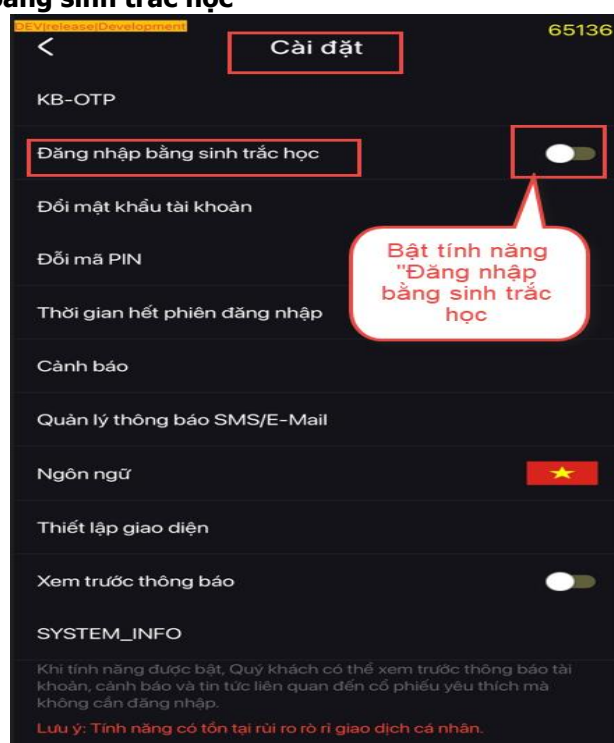 bằng sinh trắc học
DEV|release|Development
65136
Cài đặt
KB-OTP
Đăng nhập bằng sinh trắc học
Đổi mật khẩu tài khoản
Đỗi mã PIN
Bật tính năng
"Đăng nhập
bằng sinh trắc
học
Thời gian hết phiên đăng nhập
Cảnh báo
Quản lý thông báo SMS/E-Mail
Ngôn ngữ
Thiết lập giao diện
Xem trước thông báo
SYSTEM_INFO
Khi tính năng được bật, Quý khách có thể xem trước thông báo tài
khoản, cảnh báo và tin tức liên quan đến cổ phiếu yêu thích mà
không cần đăng nhập.
Lưu ý: Tính năng có tồn tại rủi ro rò rỉ giao dịch cá nhân.